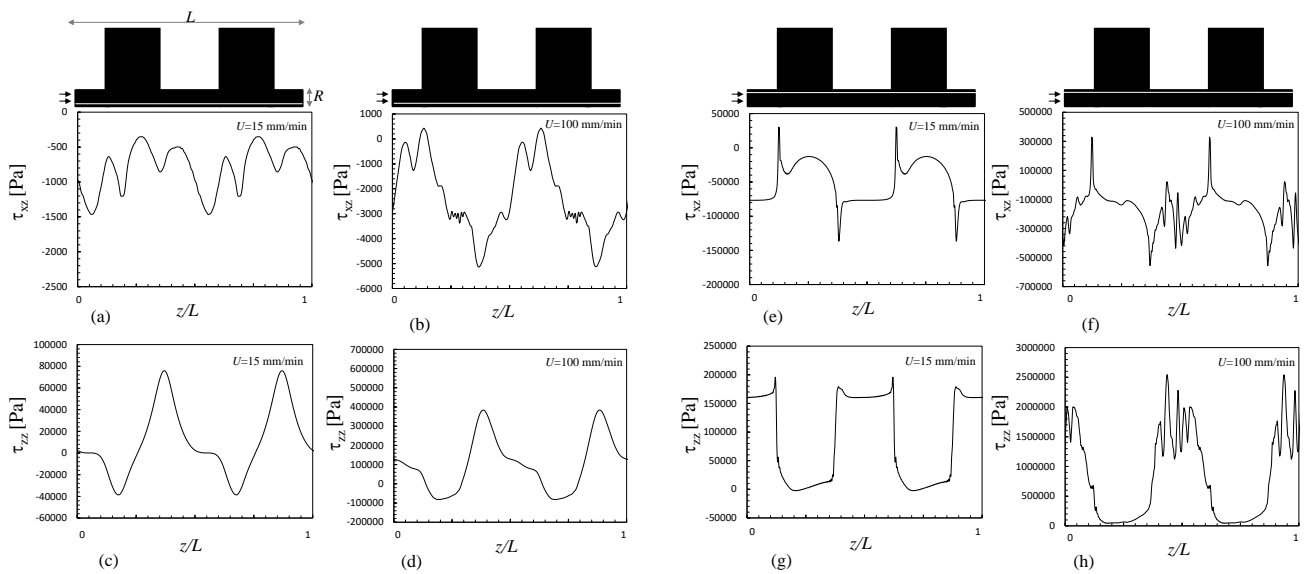 L
R
0
-500
-1000
-1500
-2000
-2500
τxz [Pa]
U=15 mm/min
0
1
z/L
(a)
1000
0
-1000
-2000
-3000
-4000
-5000
-6000
τxz [Pa]
U=100 mm/min
0
1
z/L
(b)
50000
0
-50000
-100000
-150000
-200000
τxz [Pa]
U=15 mm/min
0
1
z/L
(e)
500000
300000
100000
-100000
-300000
-500000
-700000
τxz [Pa]
U=100 mm/min
0
1
z/L
(f)
100000
80000
60000
40000
20000
0
-20000
-40000
-60000
τzz [Pa]
U=15 mm/min
0
1
z/L
(c)
700000
600000
500000
400000
300000
200000
100000
0
-100000
-200000
τzz [Pa]
U=100 mm/min
0
1
z/L
(d)
250000
200000
150000
100000
50000
0
-50000
τzz [Pa]
U=15 mm/min
0
1
z/L
(g)
3000000
2500000
2000000
1500000
1000000
500000
0
τzz [Pa]
U=100 mm/min
0
1
z/L
(h)